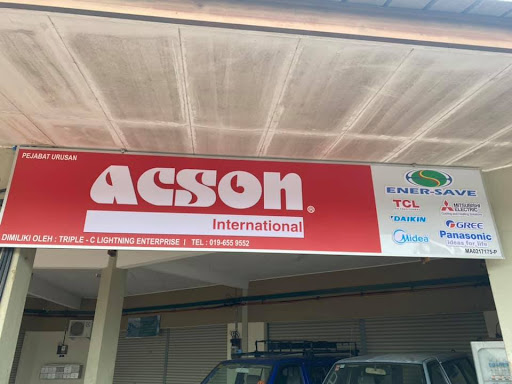 PEJABAT URUSAN
ACSON ®
International
DIMILIKI OLEH : TRIPLE - C LIGHTNING ENTERPRISE | TEL : 019-655 9552
ENER-SAVE
TCL
MITSUBISHI ELECTRIC
DAIKIN
GREE
Midea
Panasonic
ideas for life
MA0217175-P